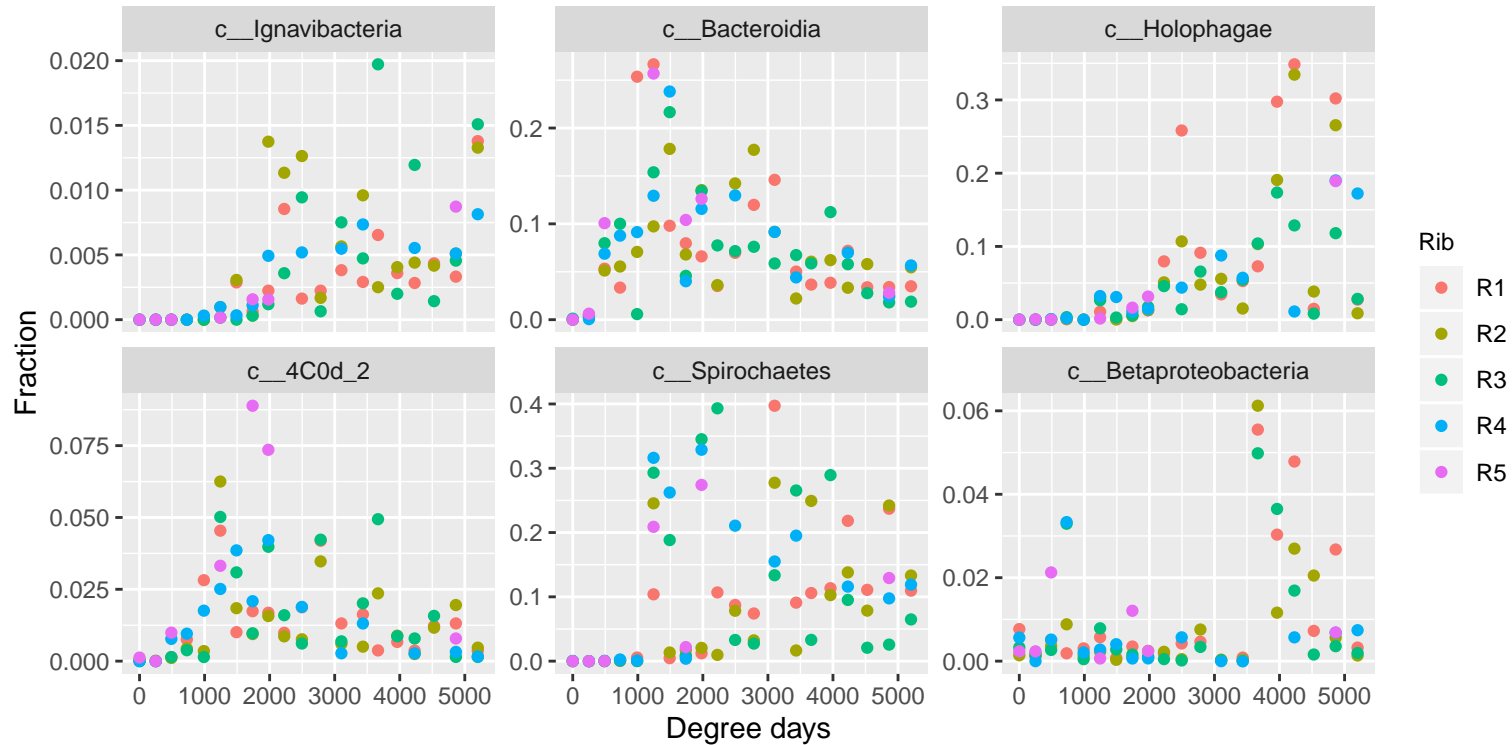 c__Ignavibacteria
c__Bacteroidia
c__Holophagae
0.020
0.015
0.010
0.005
0.000
0.2
0.1
0.0
0.3
0.2
0.1
0.0
c__4C0d_2
c__Spirochaetes
c__Betaproteobacteria
0.075
0.050
0.025
0.000
0.4
0.3
0.2
0.1
0.0
0.06
0.04
0.02
0.00
0 1000 2000 3000 4000 5000
0 1000 2000 3000 4000 5000
0 1000 2000 3000 4000 5000
Degree days
Fraction
Rib
R1
R2
R3
R4
R5